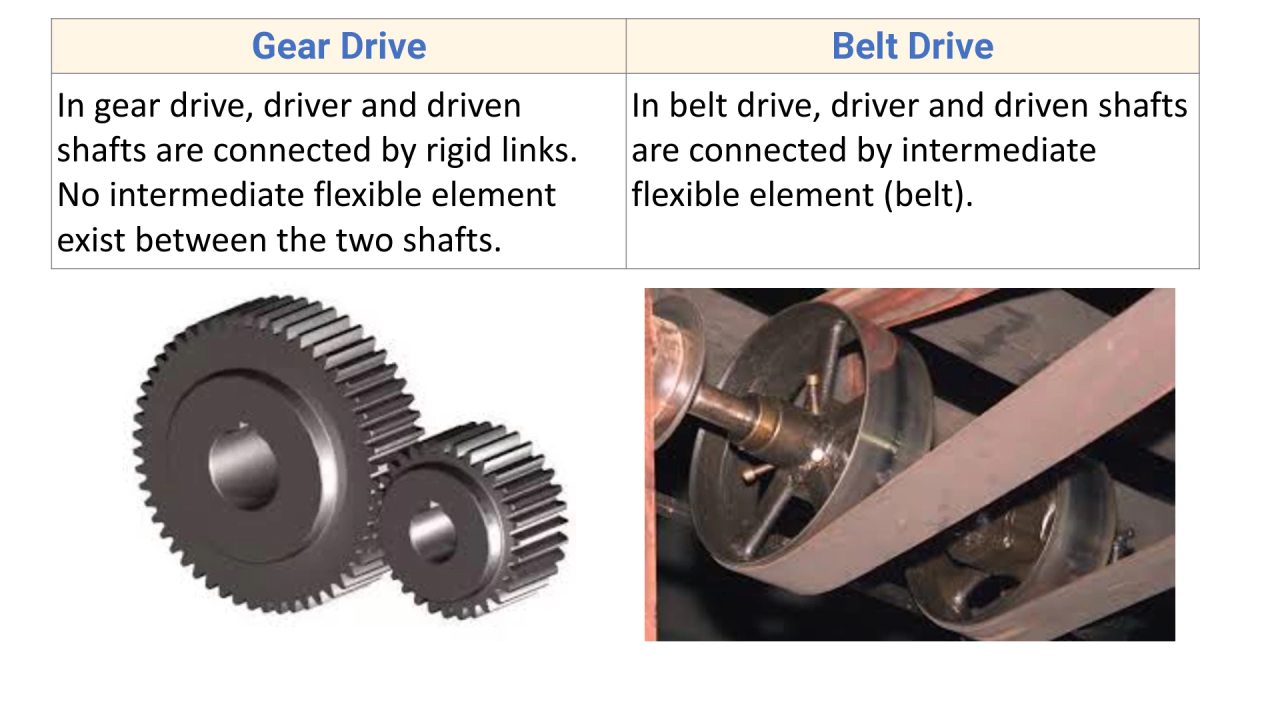 Gear Drive
Belt Drive
In gear drive, driver and driven
shafts are connected by rigid links.
No intermediate flexible element
exist between the two shafts.
In belt drive, driver and driven shafts
are connected by intermediate
flexible element (belt).